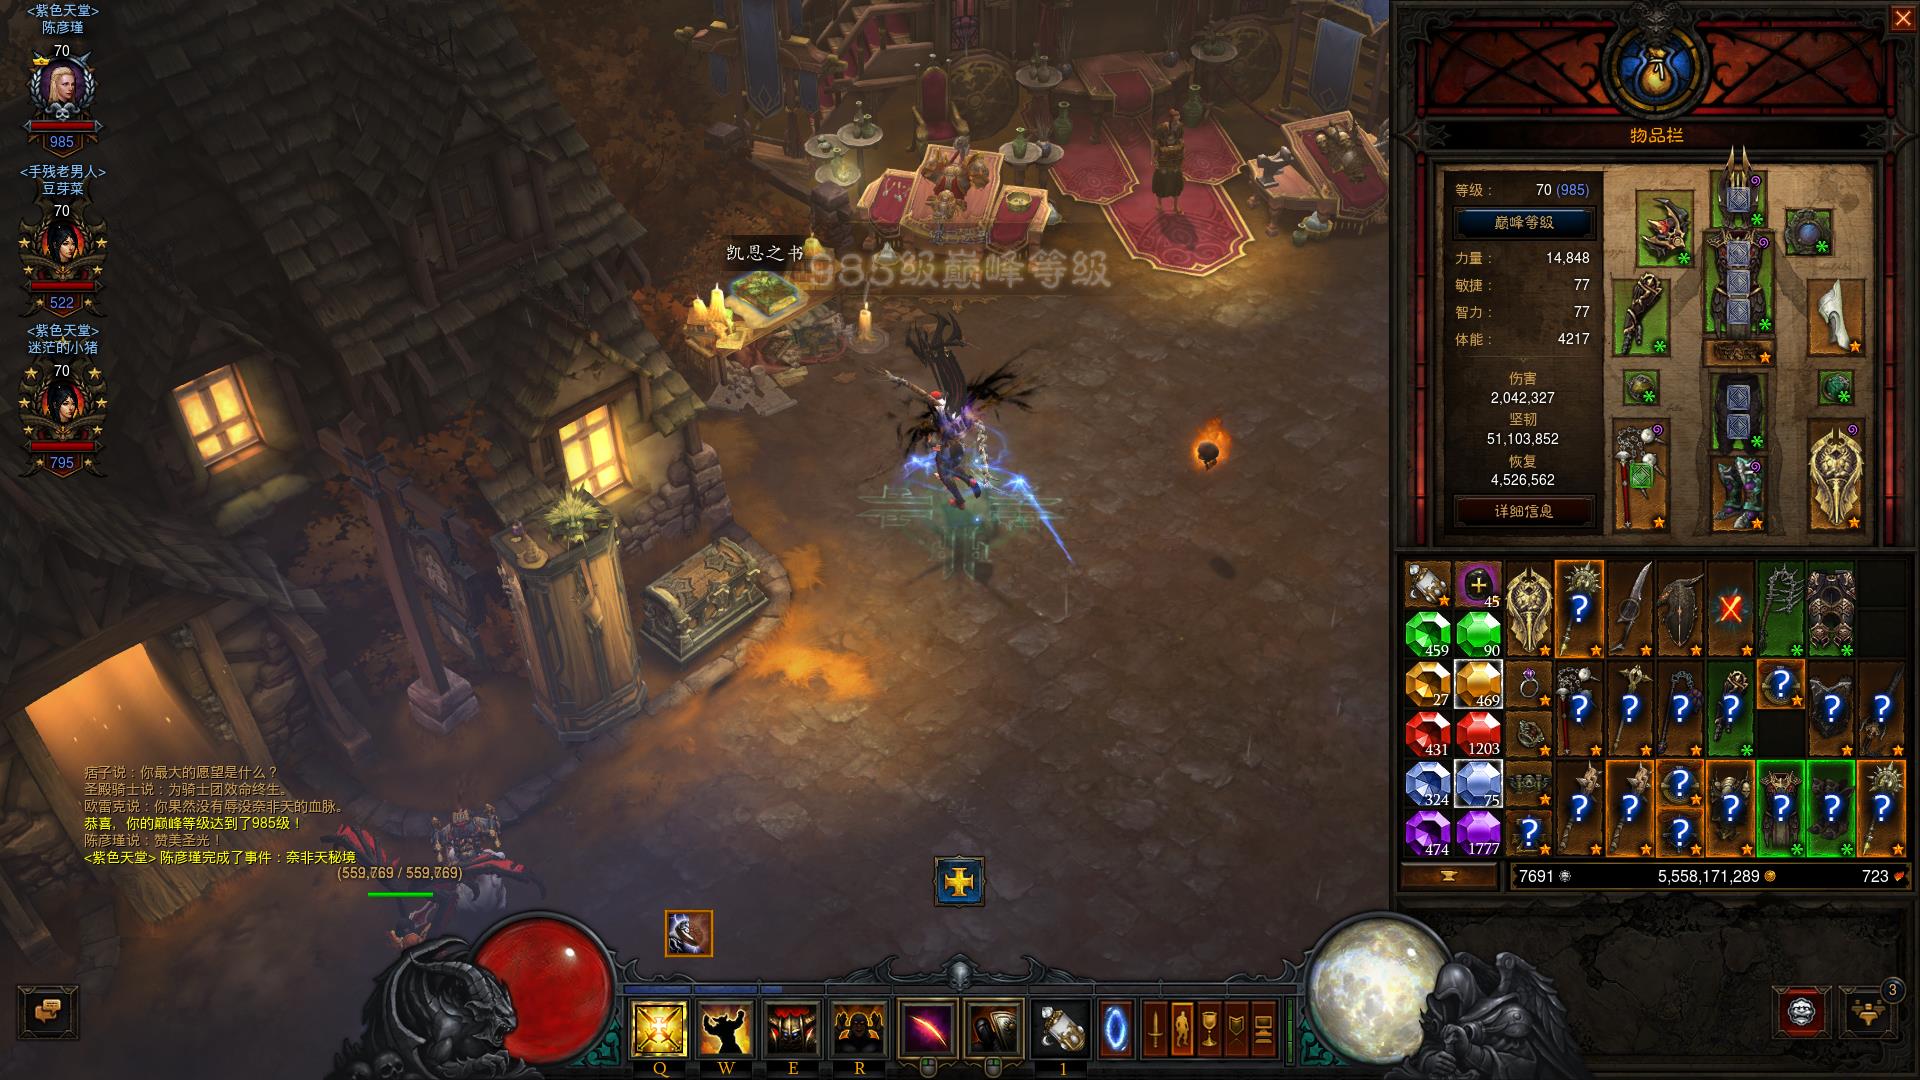 <紫色天堂>
陈彦瑾
70
985
<手残老男人>
豆芽菜
70
522
<紫色天堂>
迷茫的小猪
70
795
凯恩之书
985级巅峰等级
痞子说：你最大的愿望是什么？
圣殿骑士说：为骑士团效命终生。
欧雷克说：你果然没有辱没奈非天的血脉。
恭喜，你的巅峰等级达到了985级！
陈彦瑾说：赞美圣光！
<紫色天堂> 陈彦瑾完成了事件：奈非天秘境
(559,769 / 559,769)
Q
W
E
R
1
物品栏
等级： 70 (985)
巅峰等级
力量： 14,848
敏捷： 77
智力： 77
体能： 4217
伤害
2,042,327
坚韧
51,103,852
恢复
4,526,562
详细信息
45
459
90
27
469
431
1203
324
75
474
1777
7691
5,558,171,289
723
3